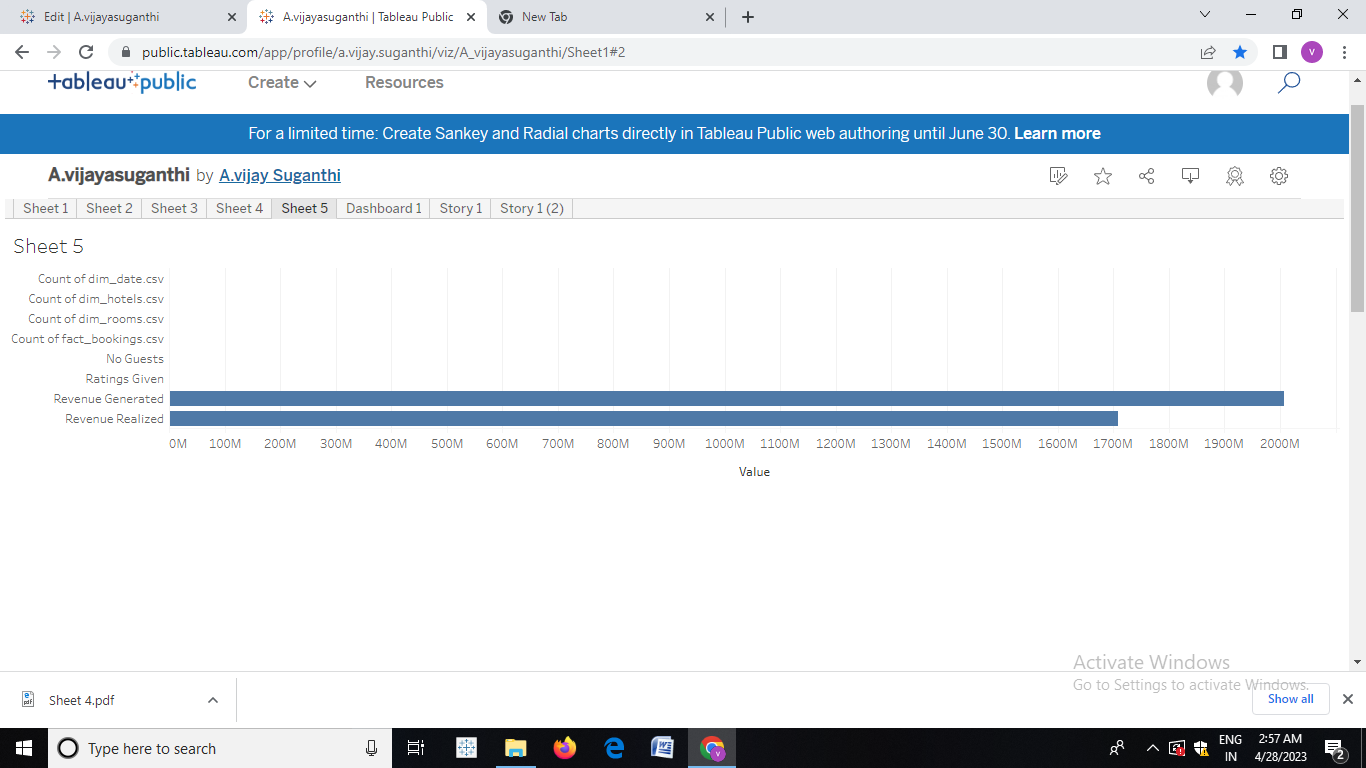 Edit | A.vijayasuganthi
A.vijayasuganthi | Tableau Public
New Tab
public.tableau.com/app/profile/a.vijay.suganthi/viz/A_vijayasuganthi/Sheet1#2
V
+ableau public
Create
Resources
For a limited time: Create Sankey and Radial charts directly in Tableau Public web authoring until June 30. Learn more
A.vijayasuganthi by A.vijay Suganthi
Sheet 1 Sheet 2 Sheet 3 Sheet 4 Sheet 5 Dashboard 1 Story 1 Story 1 (2)
Sheet 5
Count of dim_date.csv
Count of dim_hotels.csv
Count of dim_rooms.csv
Count of fact_bookings.csv
No Guests
Ratings Given
Revenue Generated
Revenue Realized
0M 100M 200M 300M 400M 500M 600M 700M 800M 900M 1000M 1100M 1200M 1300M 1400M 1500M 1600M 1700M 1800M 1900M 2000M
Value
Activate Windows
Go to Settings to activate Windows.
Sheet 4.pdf
Show all
Type here to search
ENG
IN
2:57 AM
4/28/2023
2